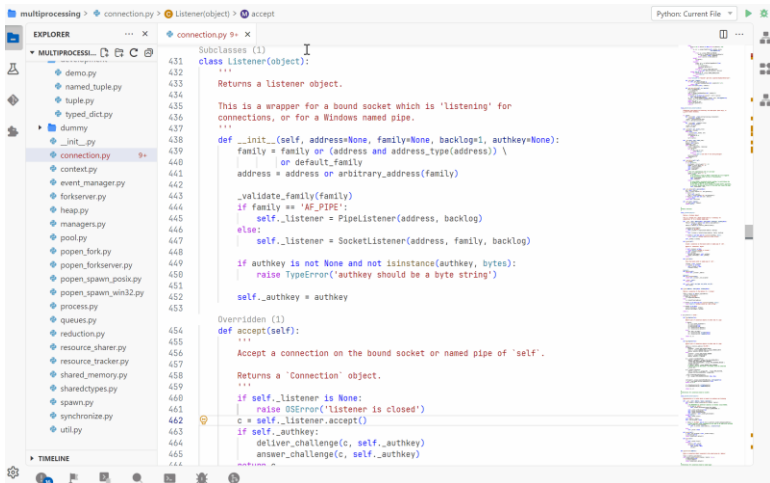 multiprocessing > connection.py > Listener(object) > accept
Python: Current File
EXPLORER
MULTIPROCESSI...
demo.py
named_tuple.py
tuple.py
typed_dict.py
dummy
__init__.py
connection.py 9+
context.py
event_manager.py
forkserver.py
heap.py
managers.py
pool.py
popen_fork.py
popen_forkserver.py
popen_spawn_posix.py
popen_spawn_win32.py
process.py
queues.py
reduction.py
resource_sharer.py
resource_tracker.py
shared_memory.py
sharedctypes.py
spawn.py
synchronize.py
util.py
TIMELINE
connection.py 9+
Subclasses (1)
431 class Listener(object):
432 '''
433 Returns a listener object.
434
435 This is a wrapper for a bound socket which is 'listening' for
436 connections, or for a Windows named pipe.
437 '''
438 def __init__(self, address=None, family=None, backlog=1, authkey=None):
439 family = family or (address and address_type(address)) \
440 or default_family
441 address = address or arbitrary_address(family)
442
443 _validate_family(family)
444 if family == 'AF_PIPE':
445 self._listener = PipeListener(address, backlog)
446 else:
447 self._listener = SocketListener(address, family, backlog)
448
449 if authkey is not None and not isinstance(authkey, bytes):
450 raise TypeError('authkey should be a byte string')
451
452 self._authkey = authkey
453
Overridden (1)
454 def accept(self):
455 '''
456 Accept a connection on the bound socket or named pipe of `self`.
457
458 Returns a `Connection` object.
459 '''
460 if self._listener is None:
461 raise OSError('listener is closed')
462 c = self._listener.accept()
463 if self._authkey:
464 deliver_challenge(c, self._authkey)
465 answer_challenge(c, self._authkey)